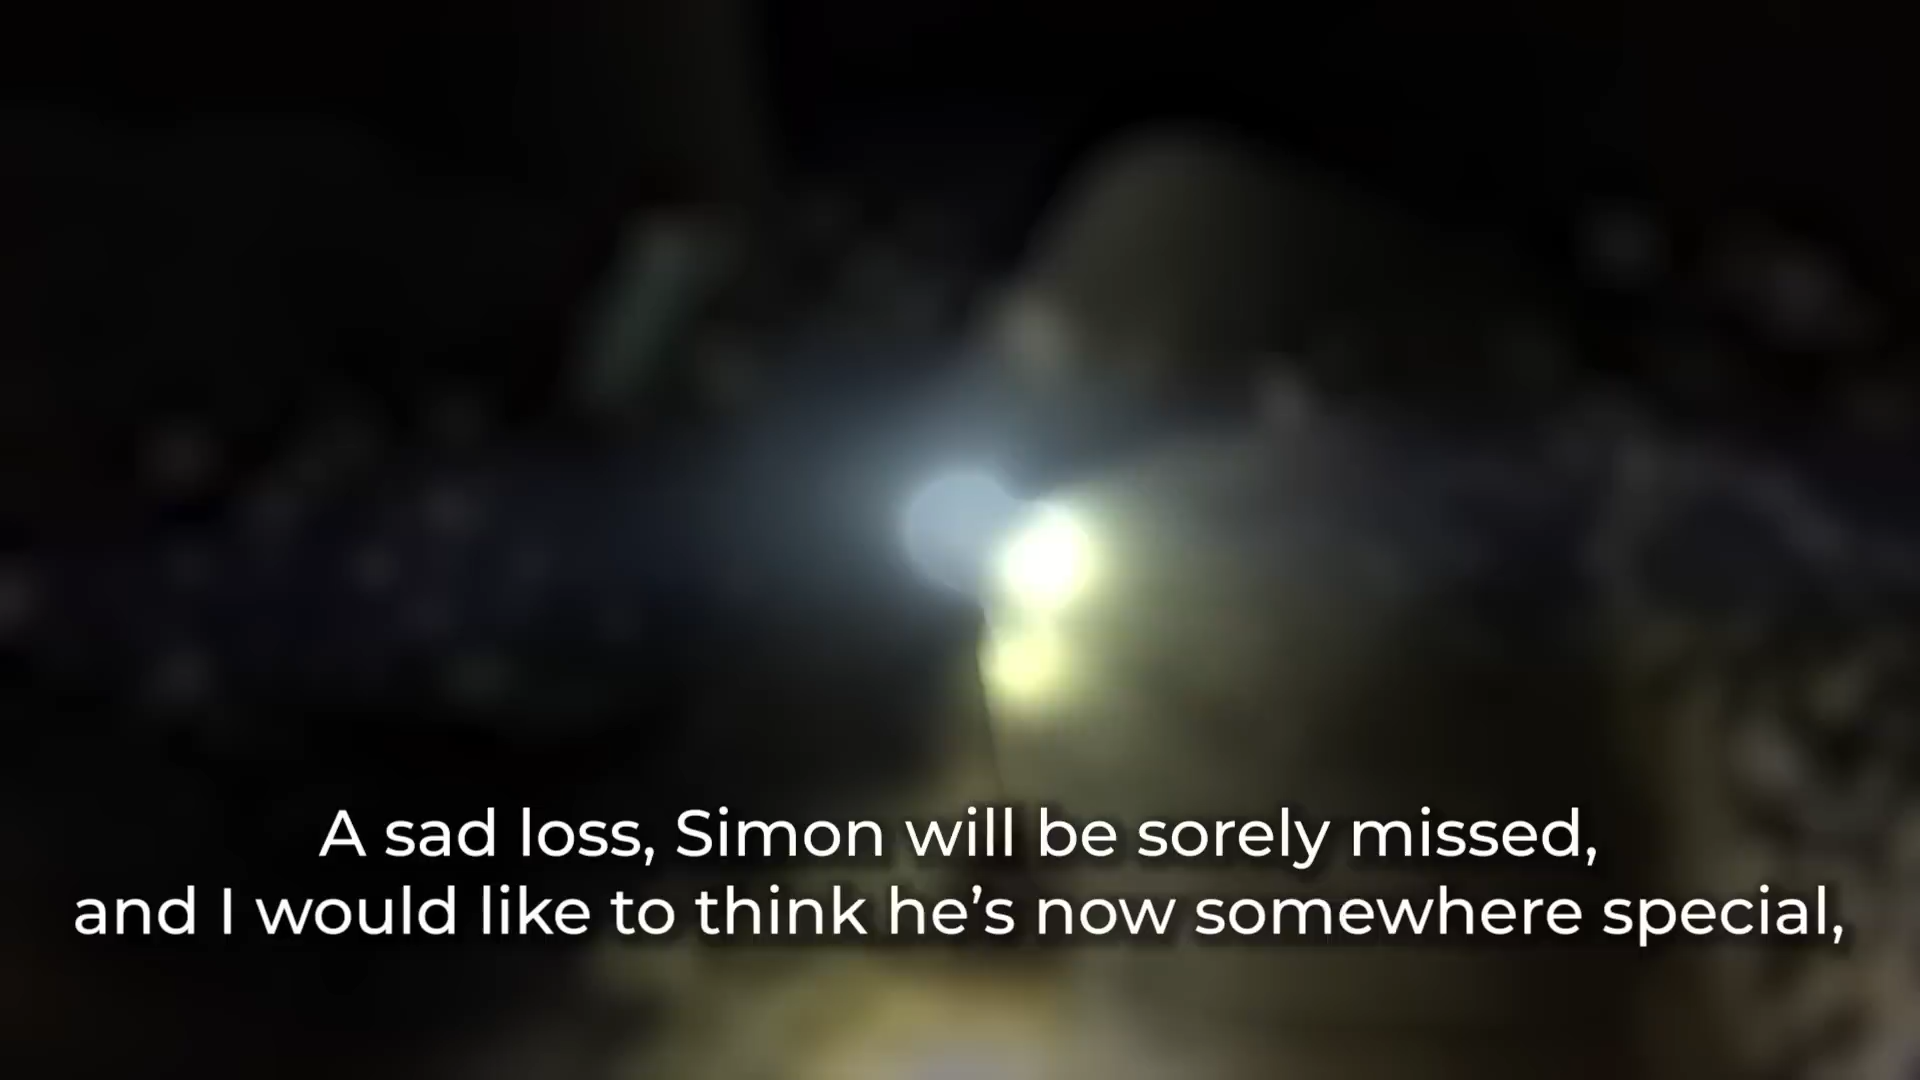 A sad loss, Simon will be sorely missed,
and I would like to think he’s now somewhere special,